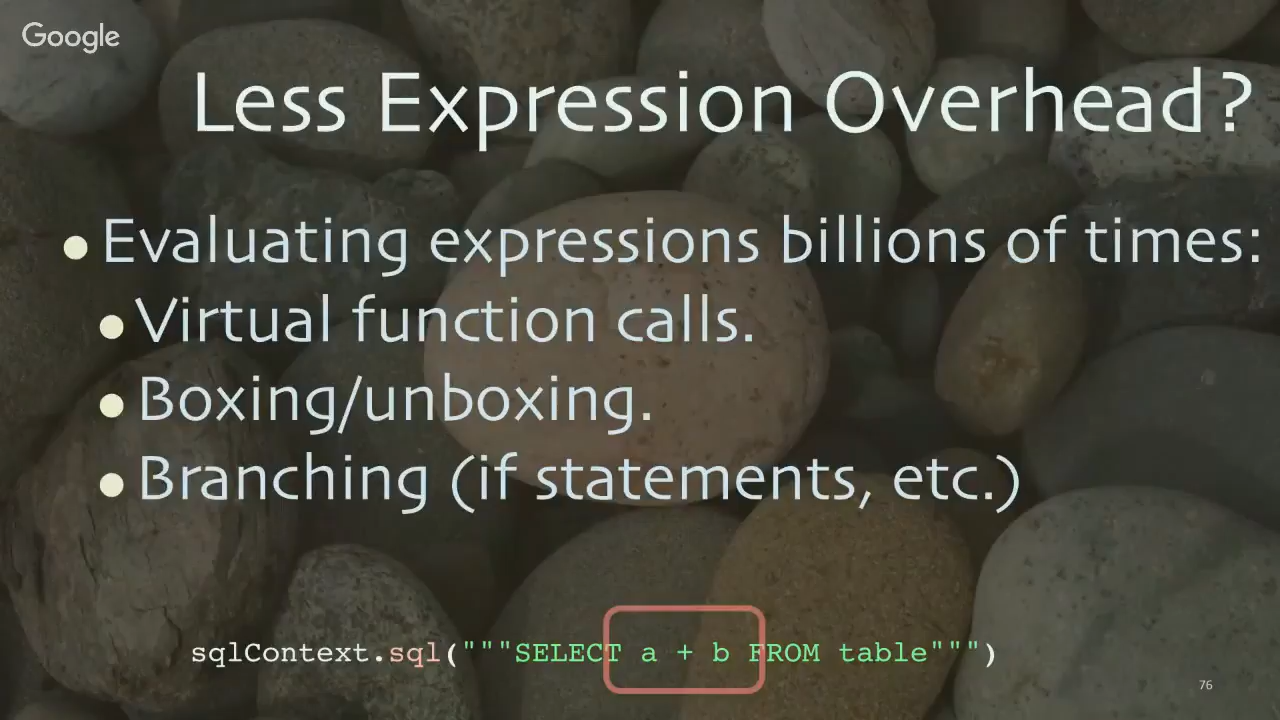 Google
Less Expression Overhead?
Evaluating expressions billions of times:
Virtual function calls.
Boxing/unboxing.
Branching (if statements, etc.)
sqlContext.sql("""SELECT a + b FROM table""")
76